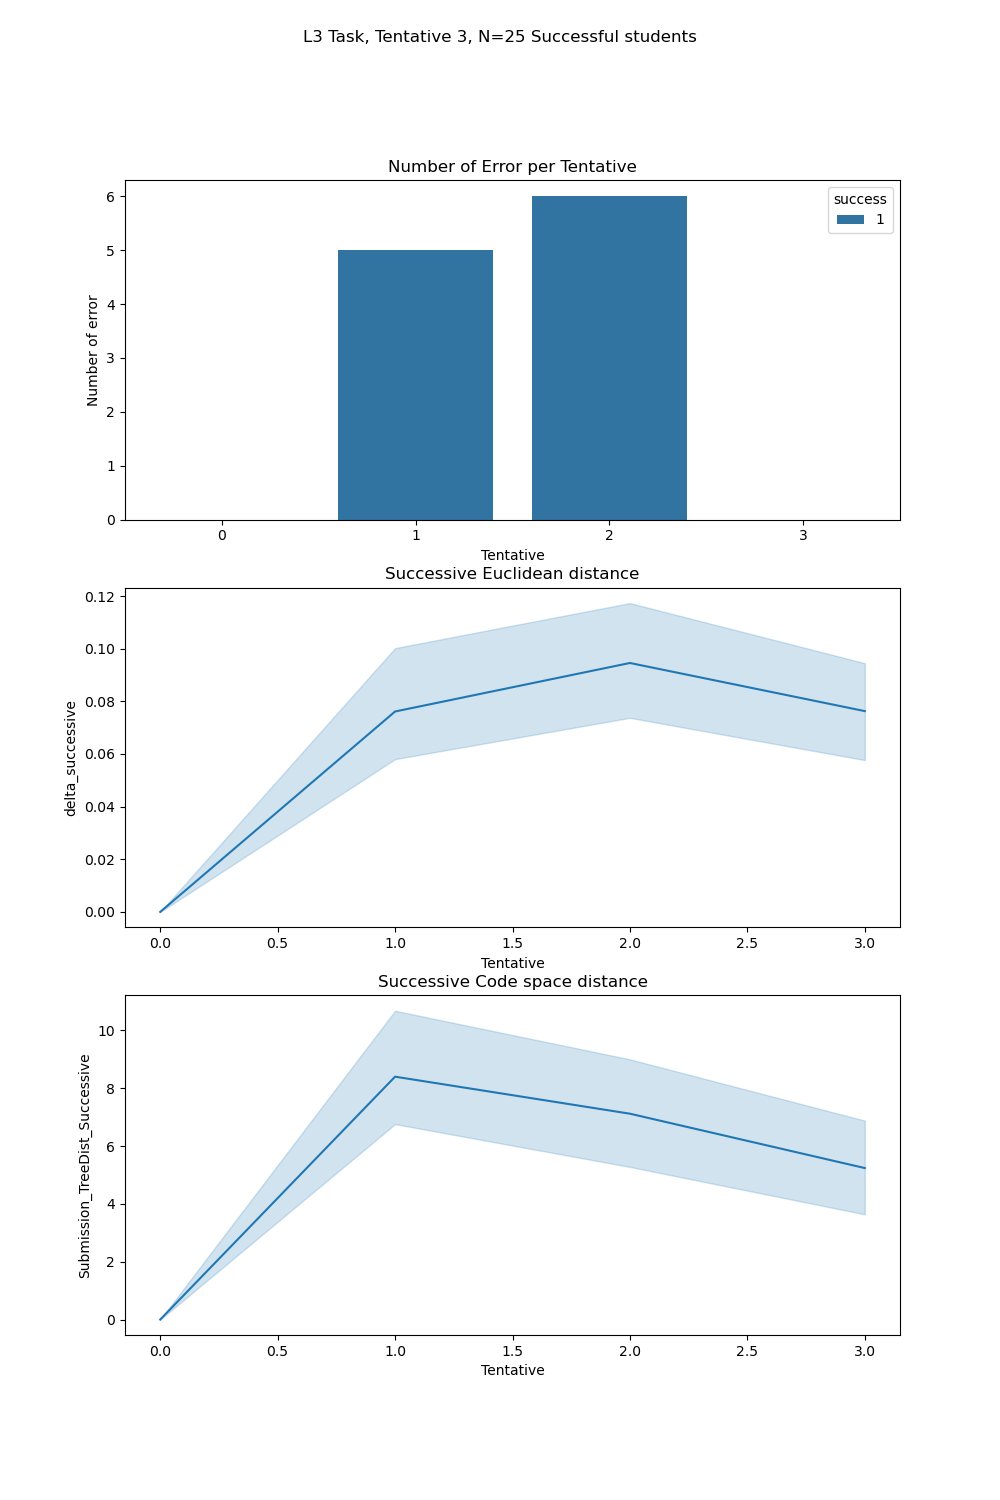 L3 Task, Tentative 3, N=25 Successful students
Number of Error per Tentative
success
1
Number of error
6
5
4
3
2
1
0
0 1 2 3
Tentative
Successive Euclidean distance
delta_successive
0.12
0.10
0.08
0.06
0.04
0.02
0.00
0.0 0.5 1.0 1.5 2.0 2.5 3.0
Tentative
Successive Code space distance
Submission_TreeDist_Successive
10
8
6
4
2
0
0.0 0.5 1.0 1.5 2.0 2.5 3.0
Tentative